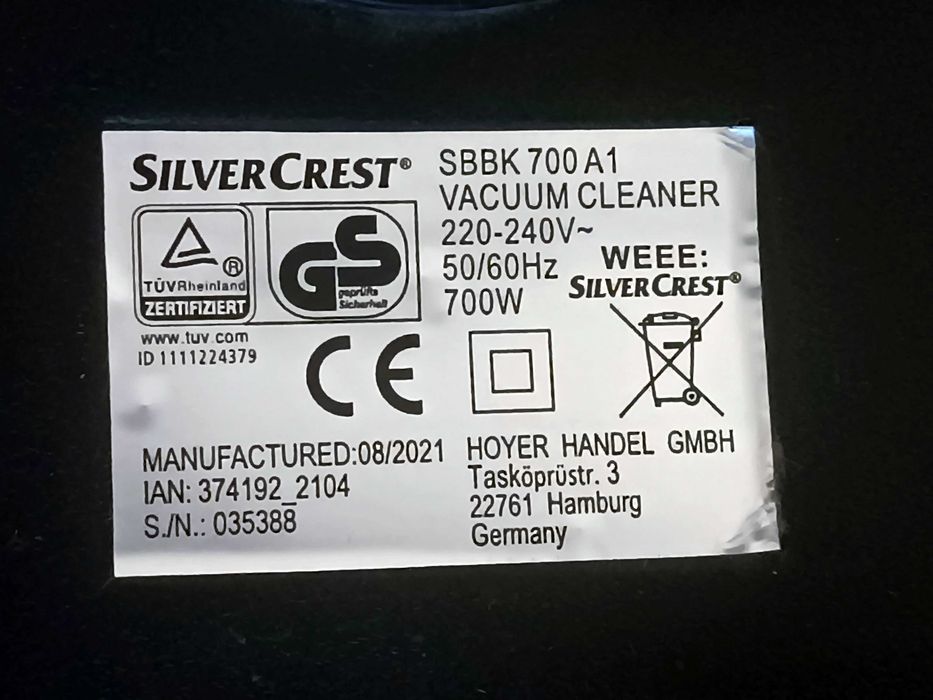 SILVERCREST®
SBBK 700 A1
VACUUM CLEANER
220-240V~
50/60Hz
700W
WEEE:
SILVERCREST®
TÜVRheinland®
ZERTIFIZIERT
GS
geprüfte
Sicherheit
www.tuv.com
ID 1111224379
CE
MANUFACTURED:08/2021
IAN: 374192_2104
S./N.: 035388
HOYER HANDEL GMBH
Tasköprüstr. 3
22761 Hamburg
Germany